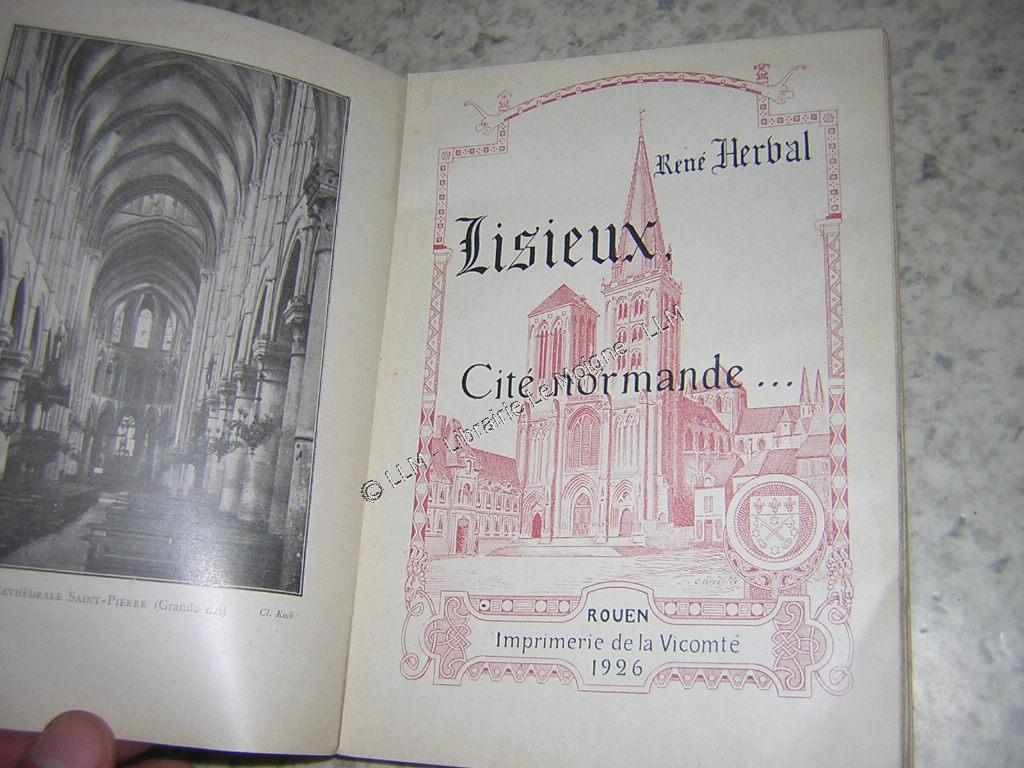 CATHÉDRALE SAINT-PIERRE (Grande nef)
Cl. Koch
René Herval
Lisieux,
Cité normande ...
© LLM - Librairie Le Moigne - LLM
ROUEN
Imprimerie de la Vicomté
1926